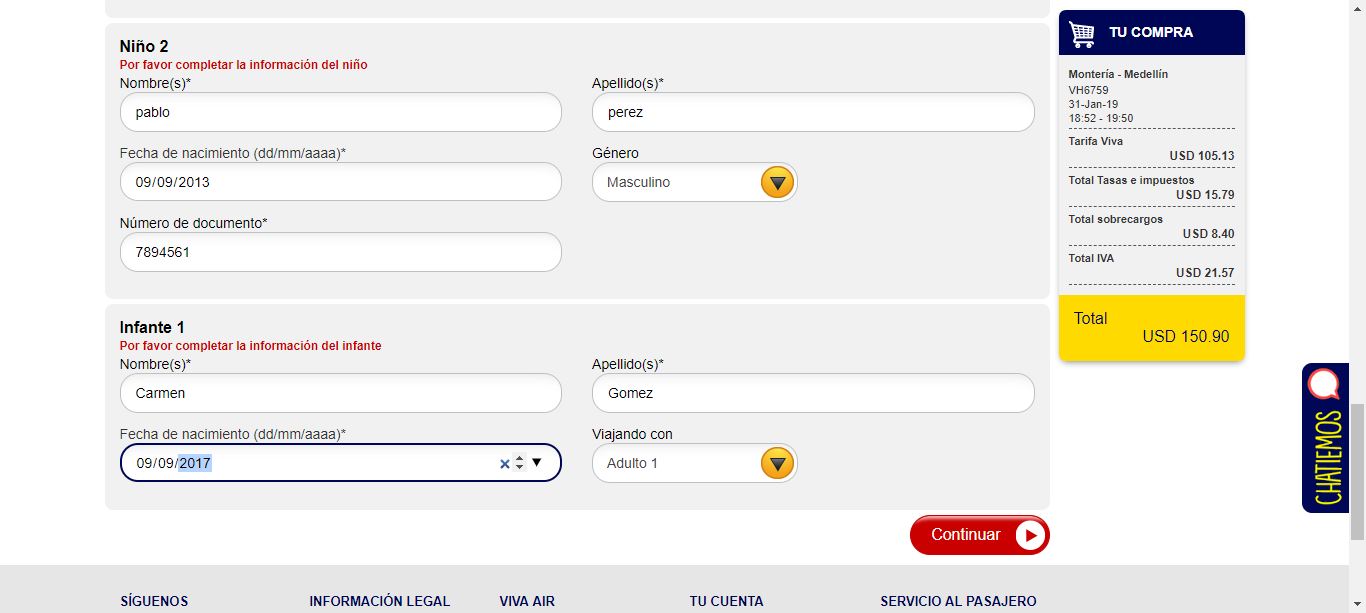 Niño 2
Por favor completar la información del niño
Nombre(s)* Apellido(s)*
pablo perez
Fecha de nacimiento (dd/mm/aaaa)* Género
09/09/2013 Masculino
Número de documento*
7894561
Infante 1
Por favor completar la información del infante
Nombre(s)* Apellido(s)*
Carmen Gomez
Fecha de nacimiento (dd/mm/aaaa)* Viajando con
09/09/2017 Adulto 1
Continuar
TU COMPRA
Montería - Medellín
VH6759
31-Jan-19
18:52 - 19:50
Tarifa Viva
USD 105.13
Total Tasas e impuestos
USD 15.79
Total sobrecargos
USD 8.40
Total IVA
USD 21.57
Total
USD 150.90
CHATIEMOS
SÍGUENOS INFORMACIÓN LEGAL VIVA AIR TU CUENTA SERVICIO AL PASAJERO